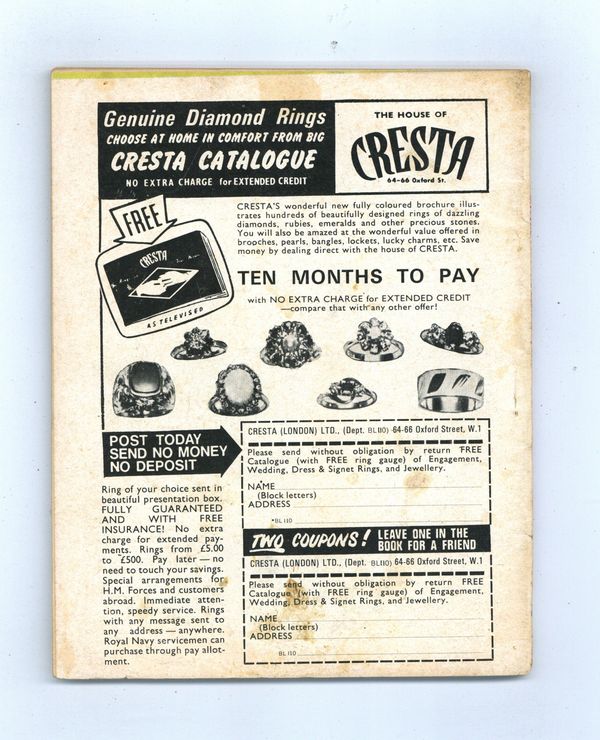 Genuine Diamond Rings
CHOOSE AT HOME IN COMFORT FROM BIG
CRESTA CATALOGUE
NO EXTRA CHARGE for EXTENDED CREDIT
THE HOUSE OF
CRESTA
64-66 Oxford St.
FREE
CRESTA
AS TELEVISED
CRESTA'S wonderful new fully coloured brochure illus-
trates hundreds of beautifully designed rings of dazzling
diamonds, rubies, emeralds and other precious stones.
You will also be amazed at the wonderful value offered in
brooches, pearls, bangles, lockets, lucky charms, etc. Save
money by dealing direct with the house of CRESTA.
TEN MONTHS TO PAY
with NO EXTRA CHARGE for EXTENDED CREDIT
—compare that with any other offer!
POST TODAY
SEND NO MONEY
NO DEPOSIT
Ring of your choice sent in
beautiful presentation box.
FULLY GUARANTEED
AND WITH FREE
INSURANCE! No extra
charge for extended pay-
ments. Rings from £5.00
to £500. Pay later — no
need to touch your savings.
Special arrangements for
H.M. Forces and customers
abroad. Immediate atten-
tion, speedy service. Rings
with any message sent to
any address — anywhere.
Royal Navy servicemen can
purchase through pay allot-
ment.
CRESTA (LONDON) LTD., (Dept. BL110) 64-66 Oxford Street, W.1
Please send without obligation by return FREE
Catalogue (with FREE ring gauge) of Engagement,
Wedding, Dress & Signet Rings, and Jewellery.
NAME
(Block letters)
ADDRESS
BL 110
TWO COUPONS! LEAVE ONE IN THE
BOOK FOR A FRIEND
CRESTA (LONDON) LTD., (Dept. BL110) 64-66 Oxford Street, W.1
Please send without obligation by return FREE
Catalogue (with FREE ring gauge) of Engagement,
Wedding, Dress & Signet Rings, and Jewellery.
NAME
(Block letters)
ADDRESS
BL 110